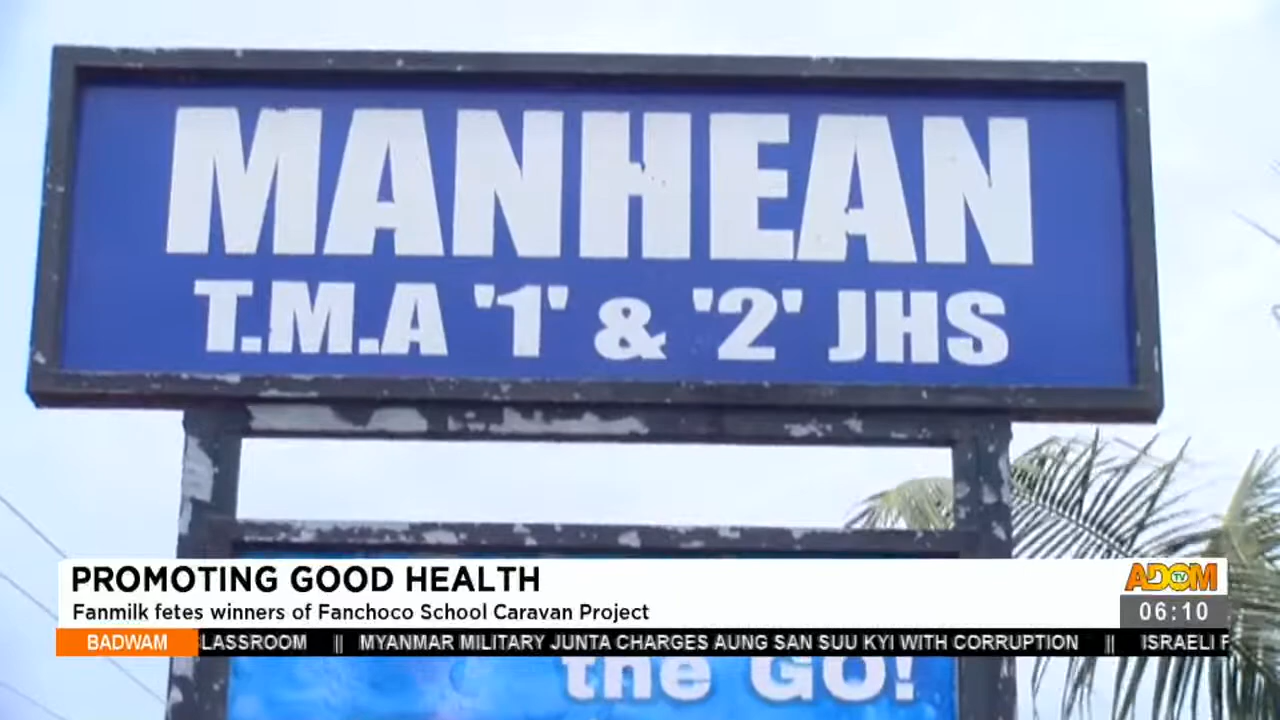 MANHEAN
T.M.A '1' & '2' JHS
PROMOTING GOOD HEALTH
Fanmilk fetes winners of Fanchoco School Caravan Project
ADOM TV
06:10
BADWAM
LASSROOM || MYANMAR MILITARY JUNTA CHARGES AUNG SAN SUU KYI WITH CORRUPTION || ISRAELI
the GO!